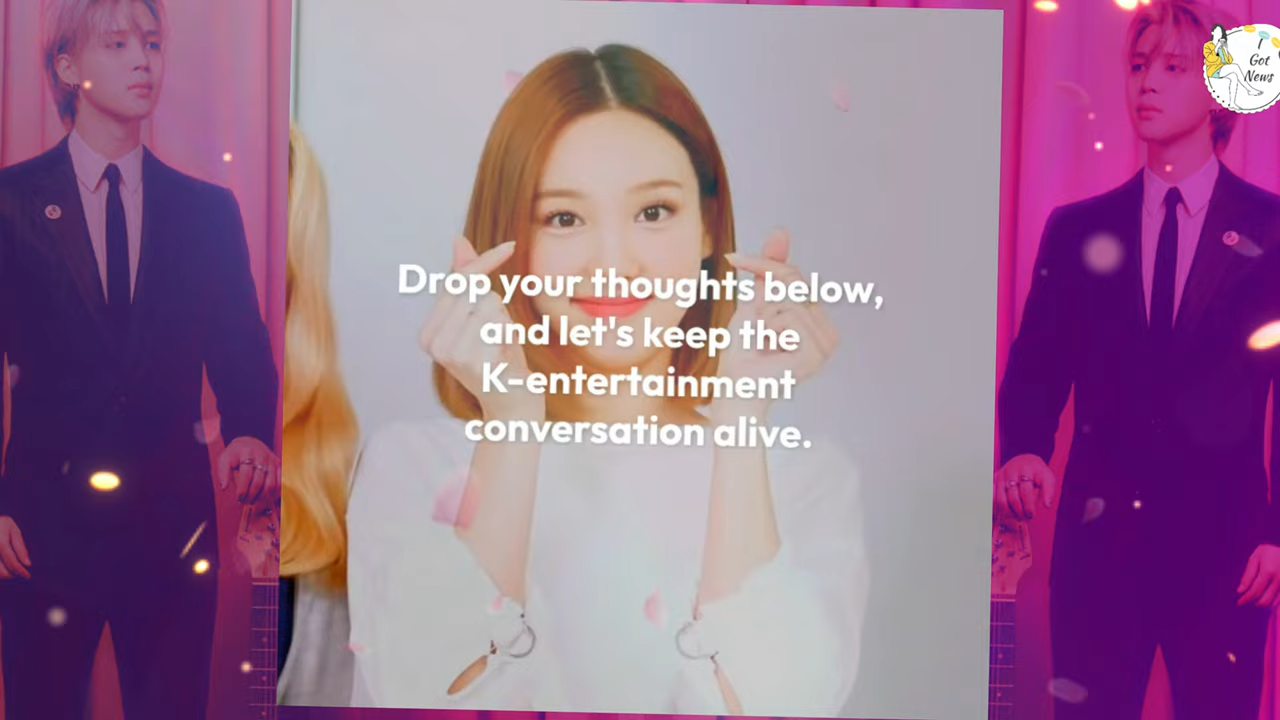 Drop your thoughts below,
and let's keep the
K-entertainment
conversation alive.
I
Got
News